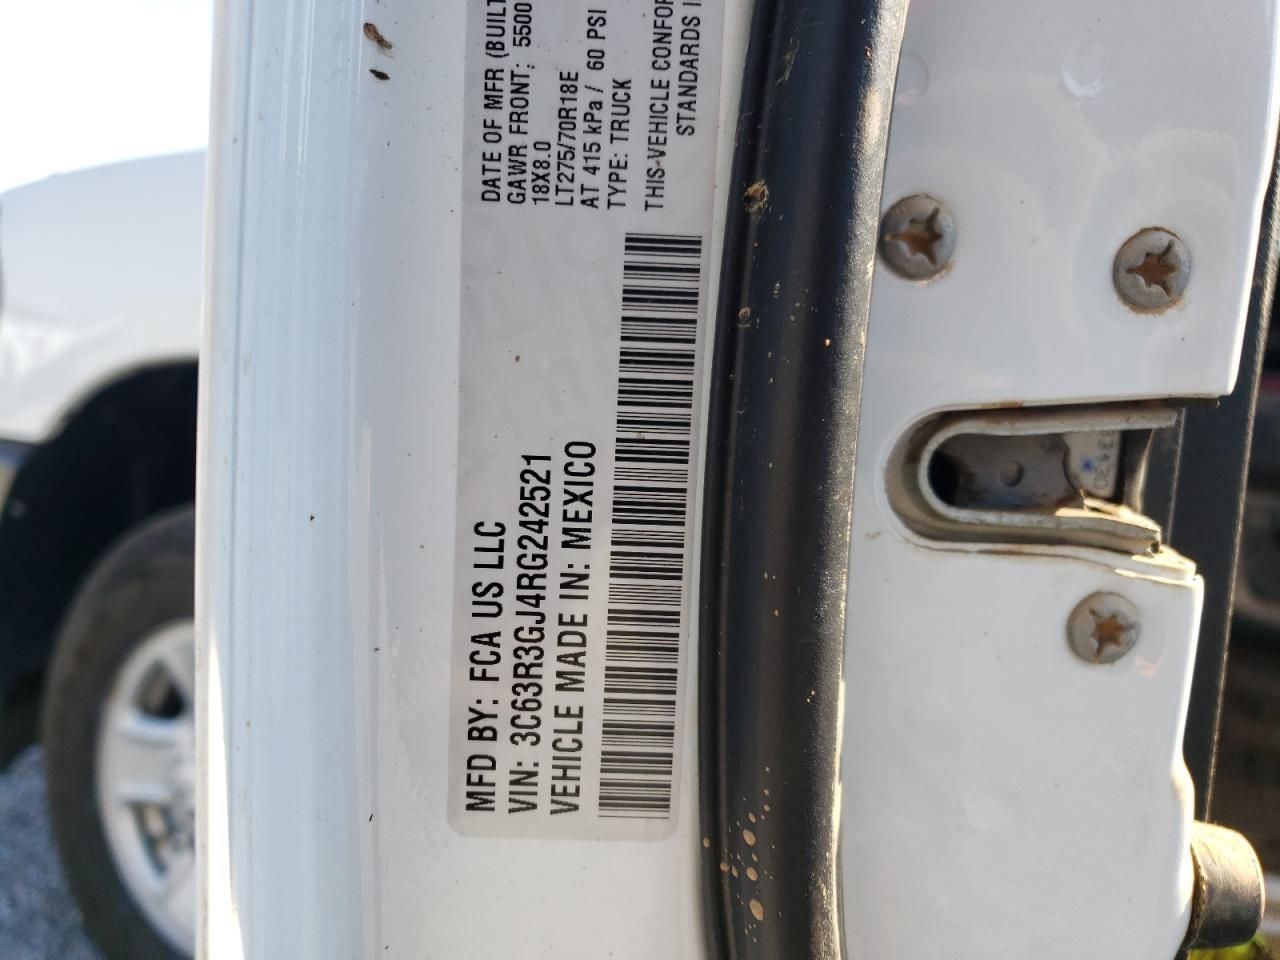 MFD BY: FCA US LLC
VIN: 3C63R3GJ4RG242521
VEHICLE MADE IN: MEXICO
DATE OF MFR (BUILT
GAWR FRONT: 5500
18X8.0
LT275/70R18E
AT 415 kPa / 60 PSI
TYPE: TRUCK
THIS VEHICLE CONFOR
STANDARDS I